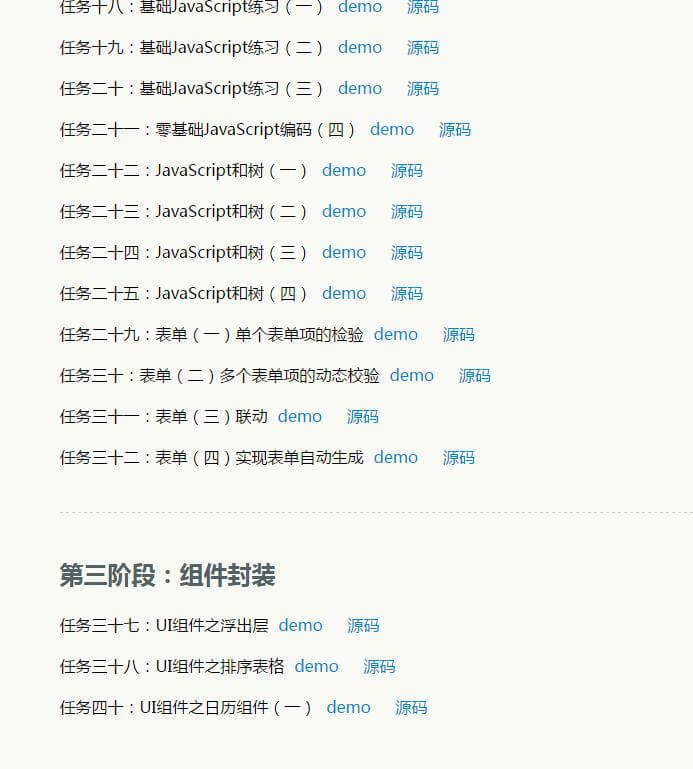 任务十八：基础JavaScript练习（一） demo 源码
任务十九：基础JavaScript练习（二） demo 源码
任务二十：基础JavaScript练习（三） demo 源码
任务二十一：零基础JavaScript编码（四） demo 源码
任务二十二：JavaScript和树（一） demo 源码
任务二十三：JavaScript和树（二） demo 源码
任务二十四：JavaScript和树（三） demo 源码
任务二十五：JavaScript和树（四） demo 源码
任务二十九：表单（一）单个表单项的检验 demo 源码
任务三十：表单（二）多个表单项的动态校验 demo 源码
任务三十一：表单（三）联动 demo 源码
任务三十二：表单（四）实现表单自动生成 demo 源码
第三阶段：组件封装
任务三十七：UI组件之浮出层 demo 源码
任务三十八：UI组件之排序表格 demo 源码
任务四十：UI组件之日历组件（一） demo 源码